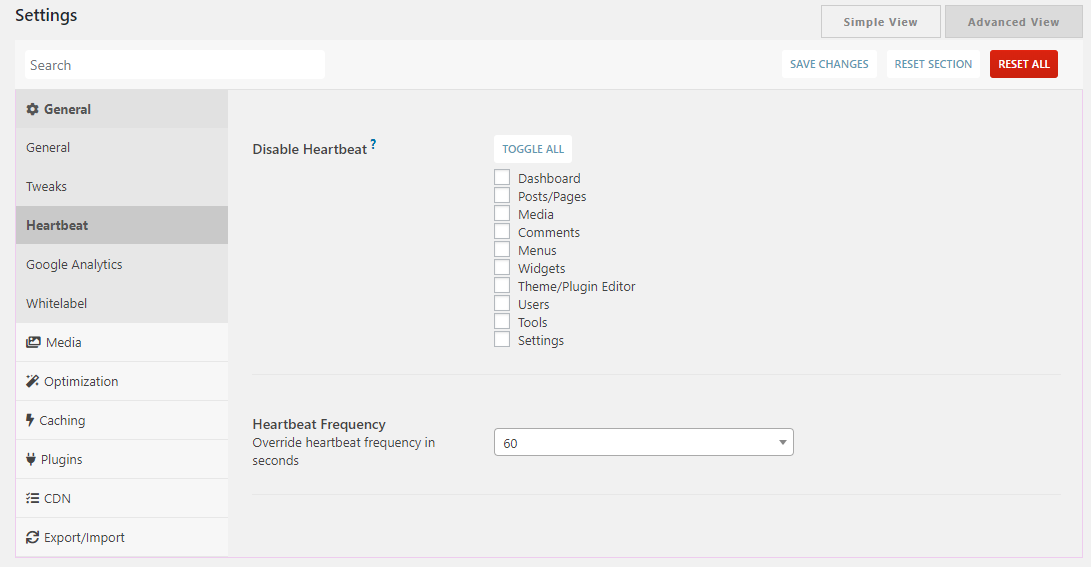 Settings
Simple View
Advanced View
Search
SAVE CHANGES
RESET SECTION
RESET ALL
General
General
Tweaks
Heartbeat
Google Analytics
Whitelabel
Media
Optimization
Caching
Plugins
CDN
Export/Import
Disable Heartbeat ?
TOGGLE ALL
Dashboard
Posts/Pages
Media
Comments
Menus
Widgets
Theme/Plugin Editor
Users
Tools
Settings
Heartbeat Frequency
Override heartbeat frequency in
seconds
60